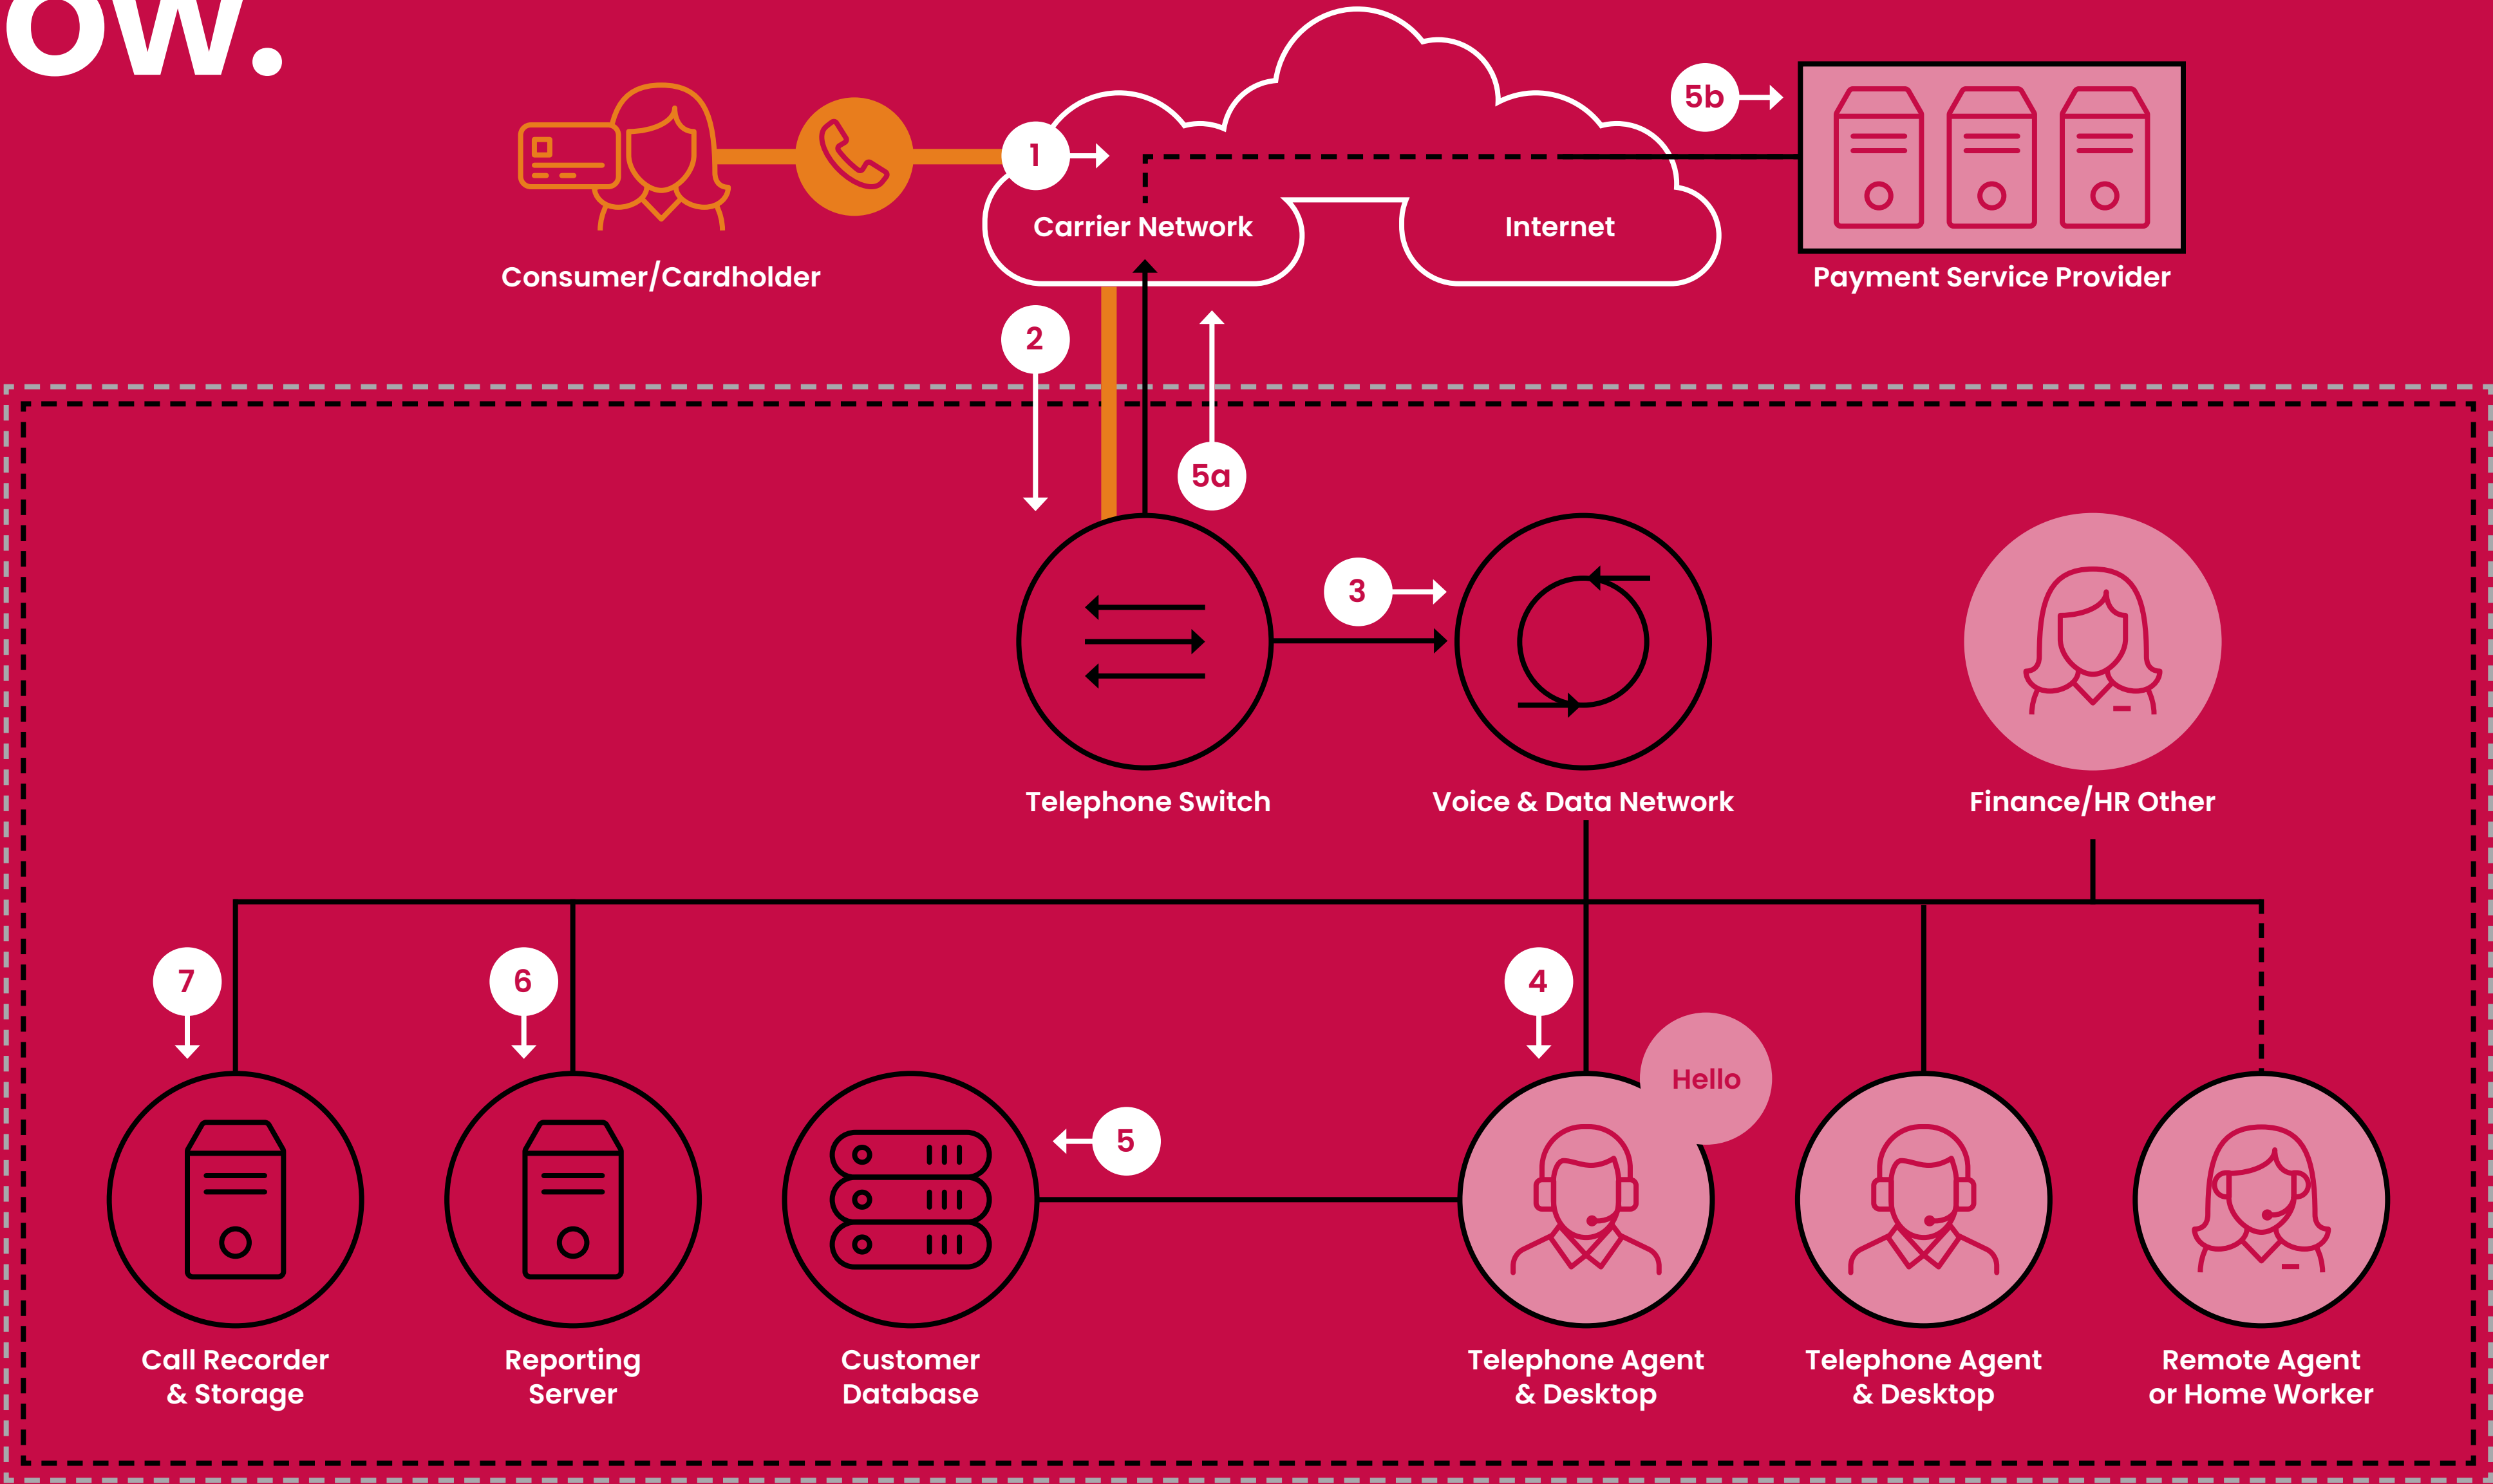 ow.
5b
1
Carrier Network
Internet
Consumer/Cardholder
Payment Service Provider
2
5a
3
Telephone Switch
Voice & Data Network
Finance/HR Other
7
6
4
Hello
5
Call Recorder
& Storage
Reporting
Server
Customer
Database
Telephone Agent
& Desktop
Telephone Agent
& Desktop
Remote Agent
or Home Worker